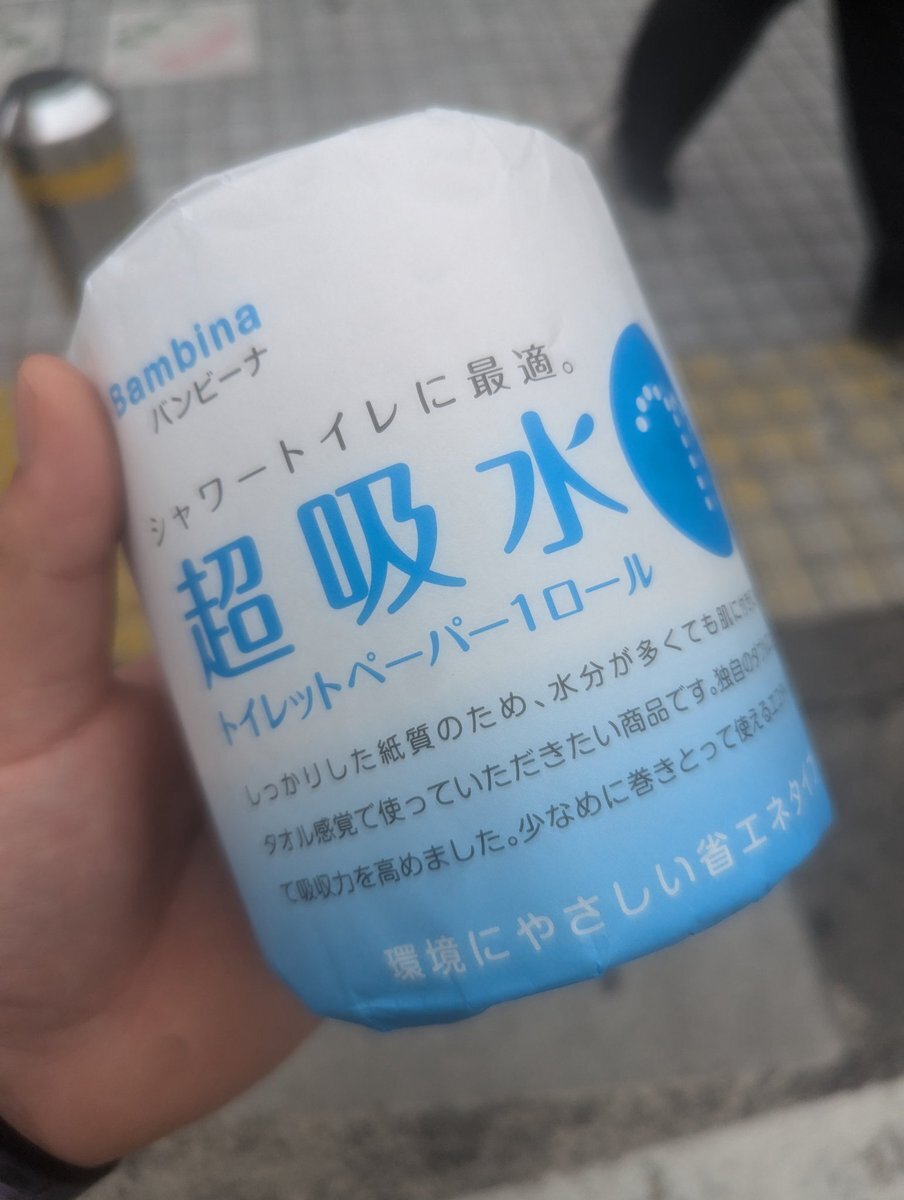 Bambina
バンビーナ
シャワートイレに最適。
超吸水
トイレットペーパー1ロール
しっかりした紙質のため、水分が多くても肌に
タオル感覚で使っていただきたい商品です。独自の
て吸収力を高めました。少なめに巻きとって使える
環境にやさしい省エネタイプ